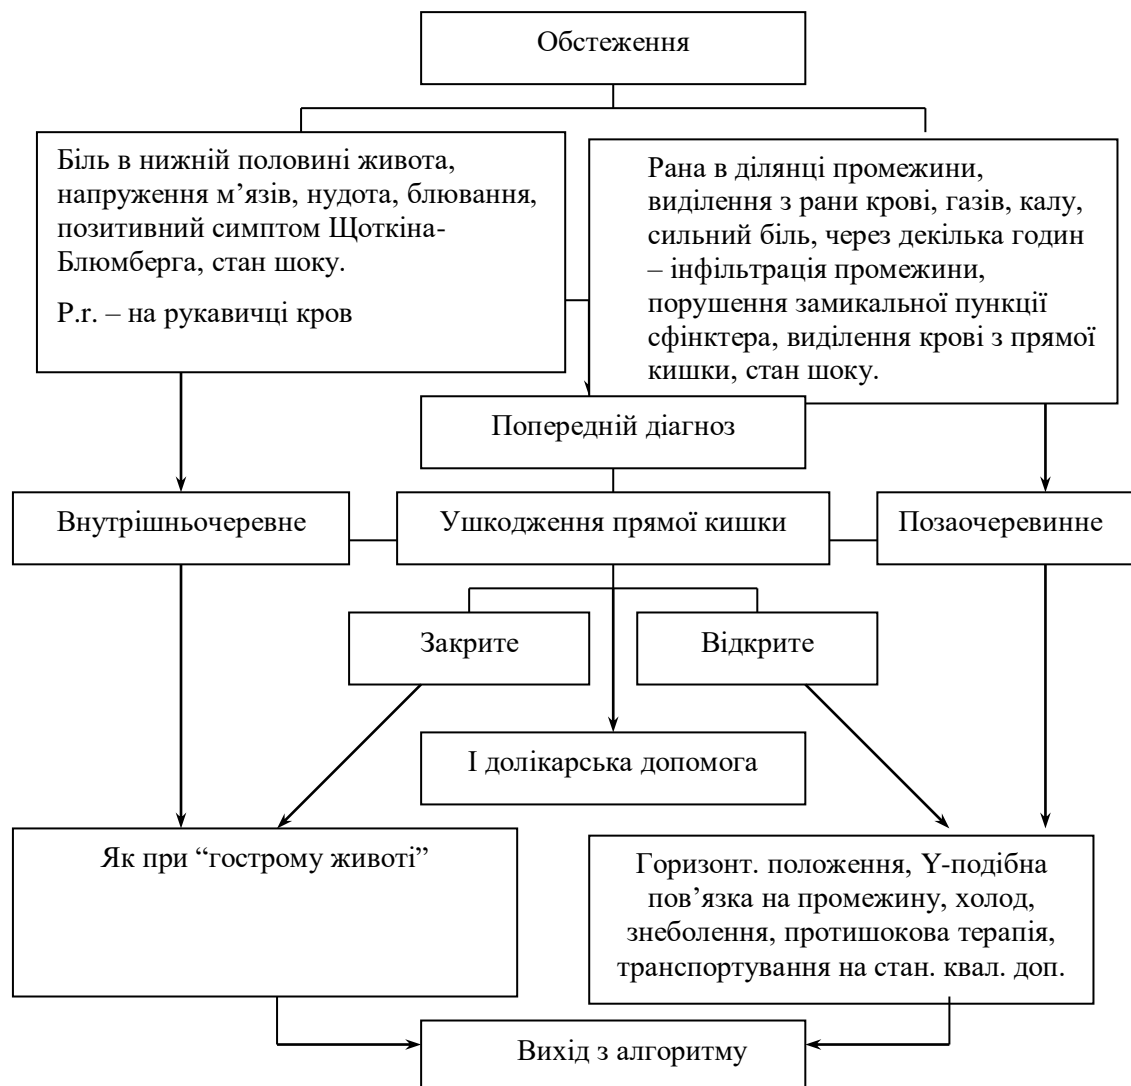 Обстеження
Біль в нижній половині живота,
напруження м’язів, нудота, блювання,
позитивний симптом Щоткіна-
Блюмберга, стан шоку.
P.r. – на рукавичці кров
Рана в ділянці промежини,
виділення з рани крові, газів, калу,
сильний біль, через декілька годин
– інфільтрація промежини,
порушення замикальної пункції
сфінктера, виділення крові з прямої
кишки, стан шоку.
Попередній діагноз
Внутрішньочеревне
Ушкодження прямої кишки
Позаочеревинне
Закрите
Відкрите
І долікарська допомога
Як при “гострому животі”
Горизонт. положення, Y-подібна
пов’язка на промежину, холод,
знеболення, протишокова терапія,
транспортування на стан. квал. доп.
Вихід з алгоритму